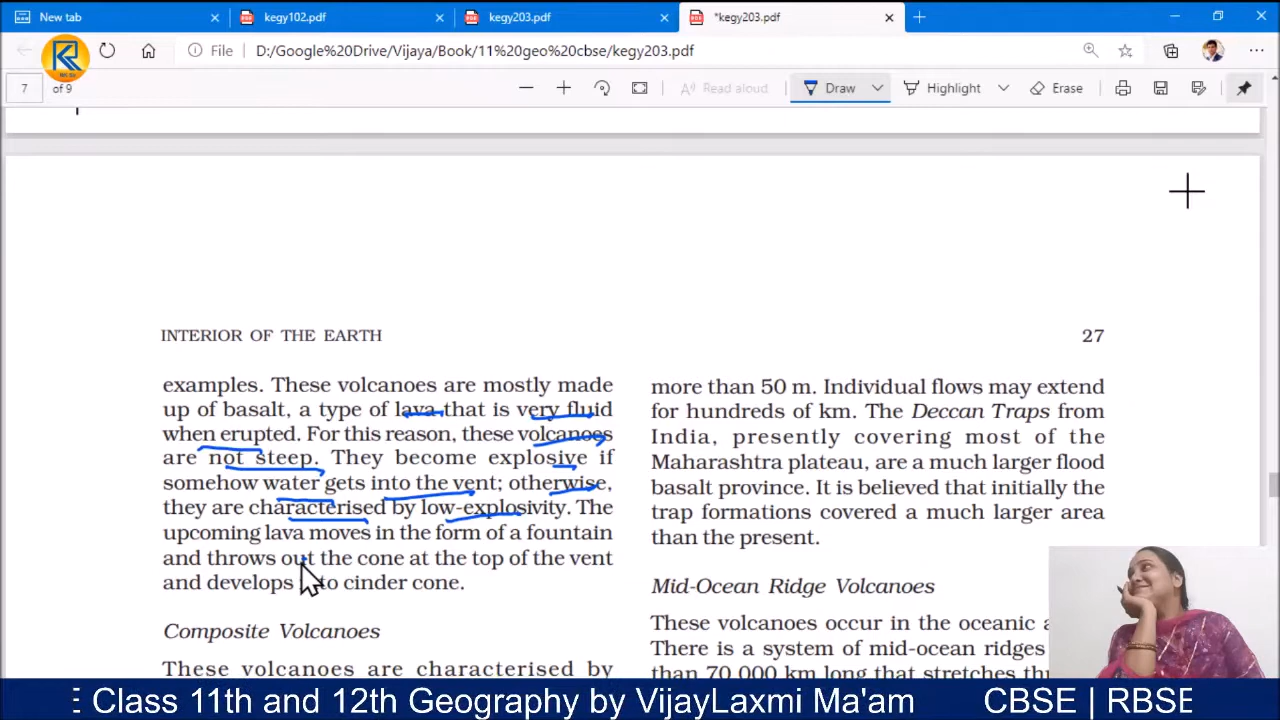 New tab
kegy102.pdf
kegy203.pdf
*kegy203.pdf
File
D:/Google%20Drive/Vijaya/Book/11%20geo%20cbse/kegy203.pdf
7 of 9
Read aloud
Draw
Highlight
Erase
INTERIOR OF THE EARTH
27
examples. These volcanoes are mostly made
up of basalt, a type of lava that is very fluid
when erupted. For this reason, these volcanoes
are not steep. They become explosive if
somehow water gets into the vent; otherwise,
they are characterised by low-explosivity. The
upcoming lava moves in the form of a fountain
and throws out the cone at the top of the vent
and develops to cinder cone.
Composite Volcanoes
These volcanoes are characterised by
more than 50 m. Individual flows may extend
for hundreds of km. The Deccan Traps from
India, presently covering most of the
Maharashtra plateau, are a much larger flood
basalt province. It is believed that initially the
trap formations covered a much larger area
than the present.
Mid-Ocean Ridge Volcanoes
These volcanoes occur in the oceanic
There is a system of mid-ocean ridges
than 70,000 km long that stretches
Class 11th and 12th Geography by VijayLaxmi Ma'am
CBSE | RBSE